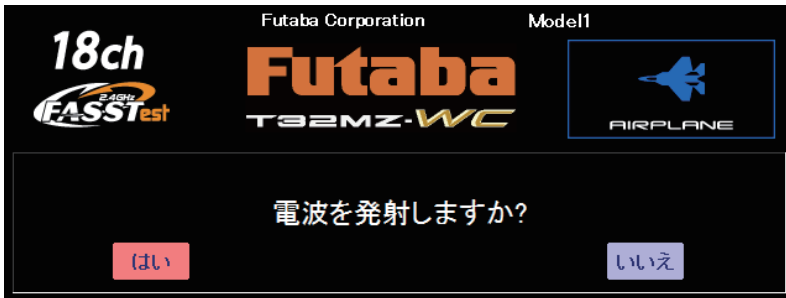 Futaba Corporation
Model1
18ch
2.4GHz
FASSTest
Futaba
T32MZ-WC
AIRPLANE
電波を発射しますか?
はい
いいえ